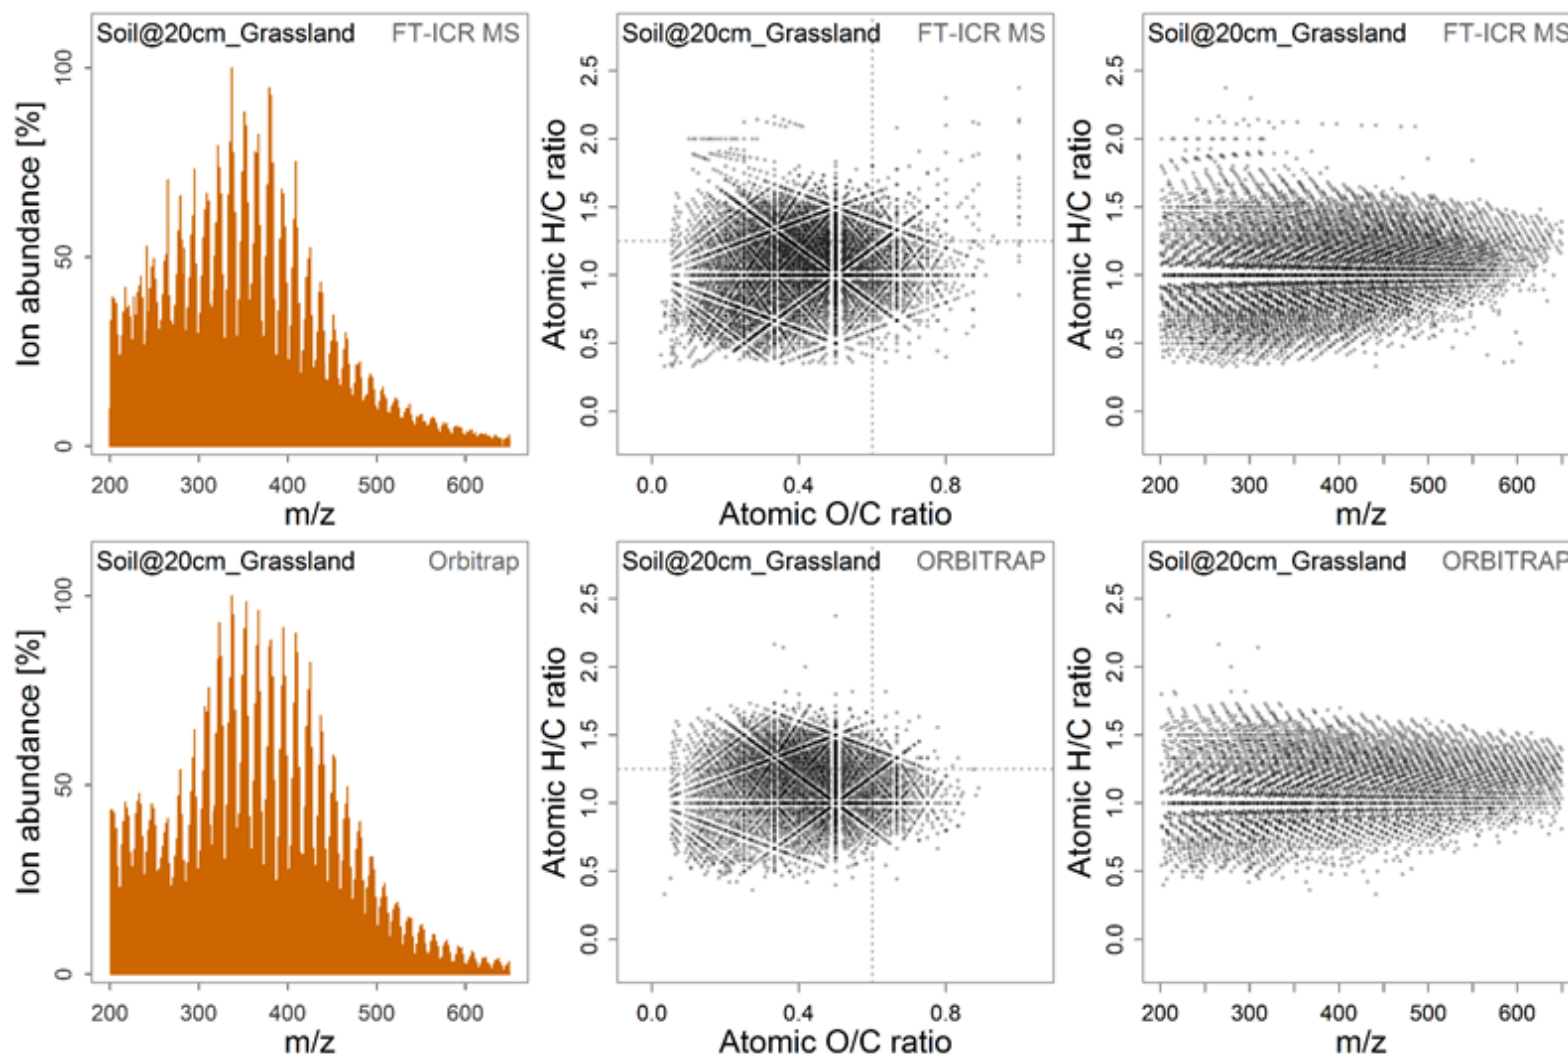 Soil@20cm_Grassland FT-ICR MS
Ion abundance [%]
100
50
0
200 300 400 500 600
m/z
Soil@20cm_Grassland FT-ICR MS
Atomic H/C ratio
2.5
2.0
1.5
1.0
0.5
0.0
0.0 0.4 0.8
Atomic O/C ratio
Soil@20cm_Grassland FT-ICR MS
Atomic H/C ratio
2.5
2.0
1.5
1.0
0.5
0.0
200 300 400 500 600
m/z
Soil@20cm_Grassland Orbitrap
Ion abundance [%]
100
50
0
200 300 400 500 600
m/z
Soil@20cm_Grassland ORBITRAP
Atomic H/C ratio
2.5
2.0
1.5
1.0
0.5
0.0
0.0 0.4 0.8
Atomic O/C ratio
Soil@20cm_Grassland ORBITRAP
Atomic H/C ratio
2.5
2.0
1.5
1.0
0.5
0.0
200 300 400 500 600
m/z